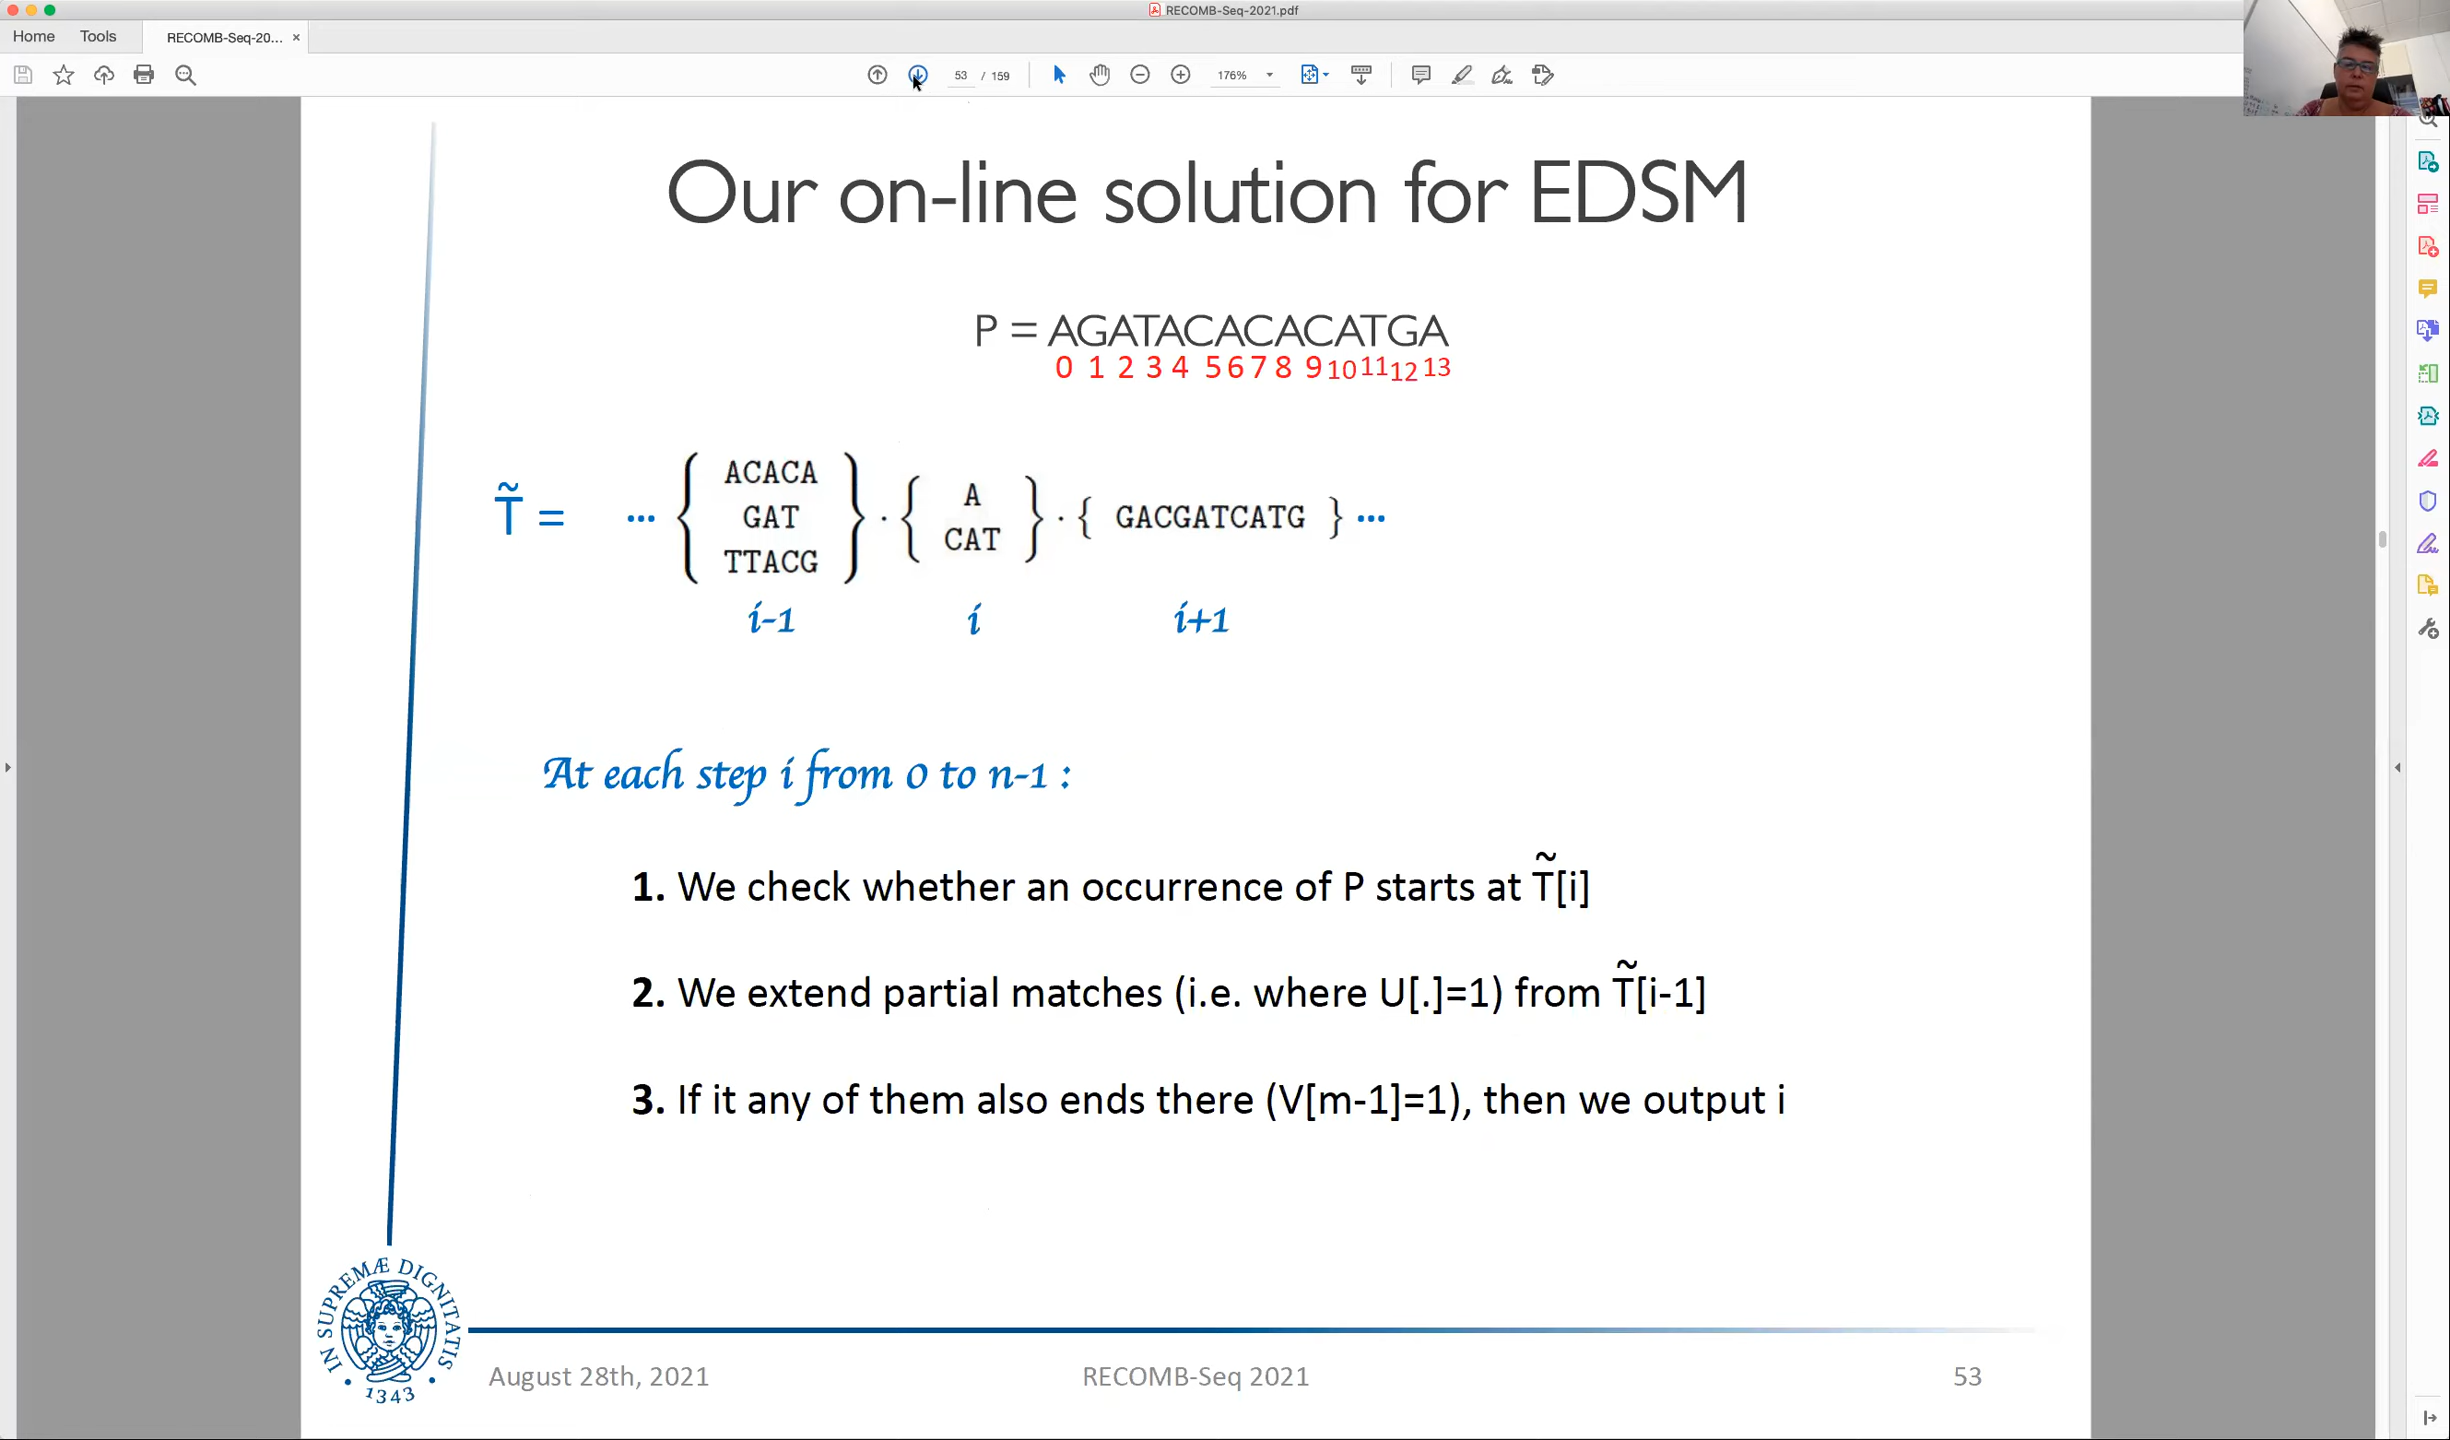 RECOMB-Seq-2021.pdf
Home Tools RECOMB-Seq-20... ×
53 / 159 176%
Our on-line solution for EDSM
P = AGATACACACATGA
0 1 2 3 4 5 6 7 8 9 10 11 12 13
ACACA
GAT
TTACG
A
CAT
T̃ = ... { } · { } · { GACGATCATG } ...
i-1 i i+1
At each step i from 0 to n-1 :
1. We check whether an occurrence of P starts at T̃[i]
2. We extend partial matches (i.e. where U[.]=1) from T̃[i-1]
3. If it any of them also ends there (V[m-1]=1), then we output i
IN SUPREMÆ DIGNITATIS
· 1343 ·
August 28th, 2021 RECOMB-Seq 2021 53